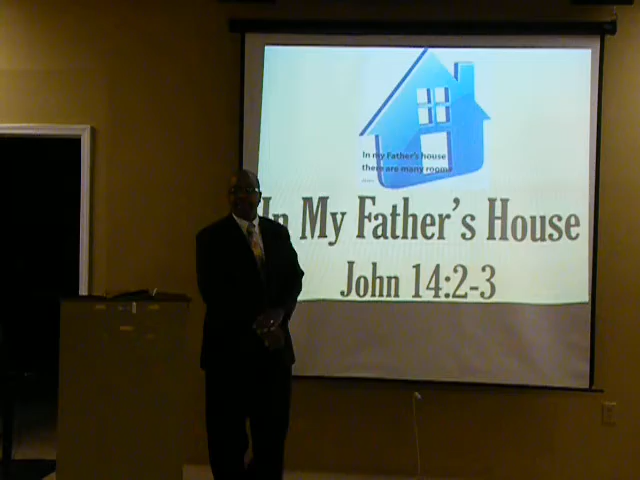 In my Father's house
there are many rooms
In My Father's House
John 14:2-3